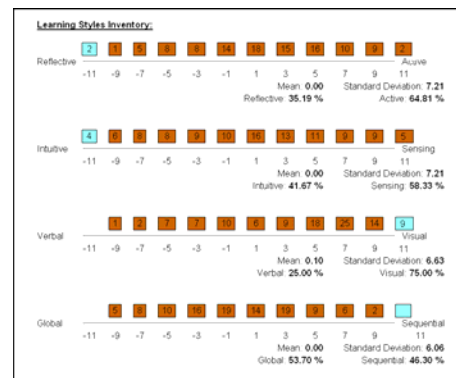 Learning Styles Inventory:
2 1 5 8 8 14 18 15 16 10 9 2
Reflective Active
-11 -9 -7 -5 -3 -1 1 3 5 7 9 11
Mean: 0.00 Standard Deviation: 7.21
Reflective: 35.19 % Active: 64.81 %
4 6 8 8 9 10 16 13 11 9 9 5
Intuitive Sensing
-11 -9 -7 -5 -3 -1 1 3 5 7 9 11
Mean: 0.00 Standard Deviation: 7.21
Intuitive: 41.67 % Sensing: 58.33 %
1 2 7 7 10 6 9 18 25 14 9
Verbal Visual
-11 -9 -7 -5 -3 -1 1 3 5 7 9 11
Mean: 0.10 Standard Deviation: 6.63
Verbal: 25.00 % Visual: 75.00 %
5 8 10 16 19 14 19 9 6 2
Global Sequential
-11 -9 -7 -5 -3 -1 1 3 5 7 9 11
Mean: 0.00 Standard Deviation: 6.06
Global: 53.70 % Sequential: 46.30 %